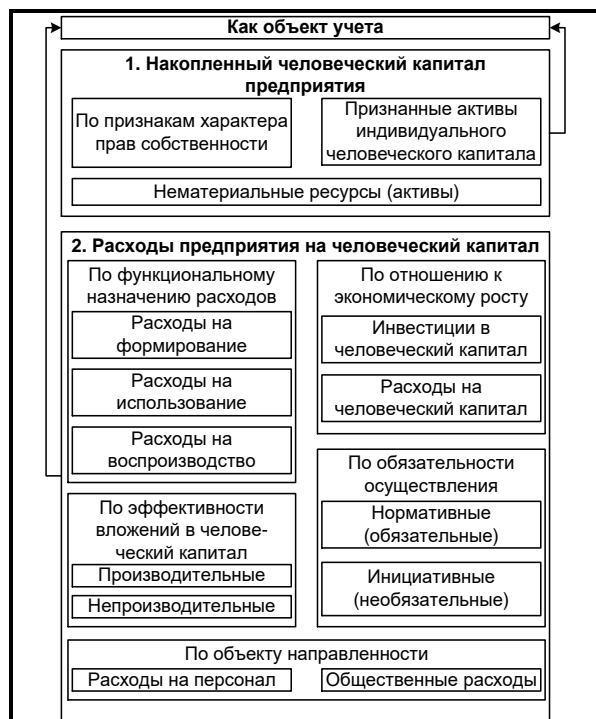 Как объект учета
1. Накопленный человеческий капитал
предприятия
По признакам характера
прав собственности
Признанные активы
индивидуального
человеческого капитала
Нематериальные ресурсы (активы)
2. Расходы предприятия на человеческий капитал
По функциональному
назначению расходов
Расходы на
формирование
Расходы на
использование
Расходы на
воспроизводство
По отношению к
экономическому росту
Инвестиции в
человеческий капитал
Расходы на
человеческий капитал
По эффективности
вложений в челове-
ческий капитал
Производительные
Непроизводительные
По обязательности
осуществления
Нормативные
(обязательные)
Инициативные
(необязательные)
По объекту направленности
Расходы на персонал
Общественные расходы